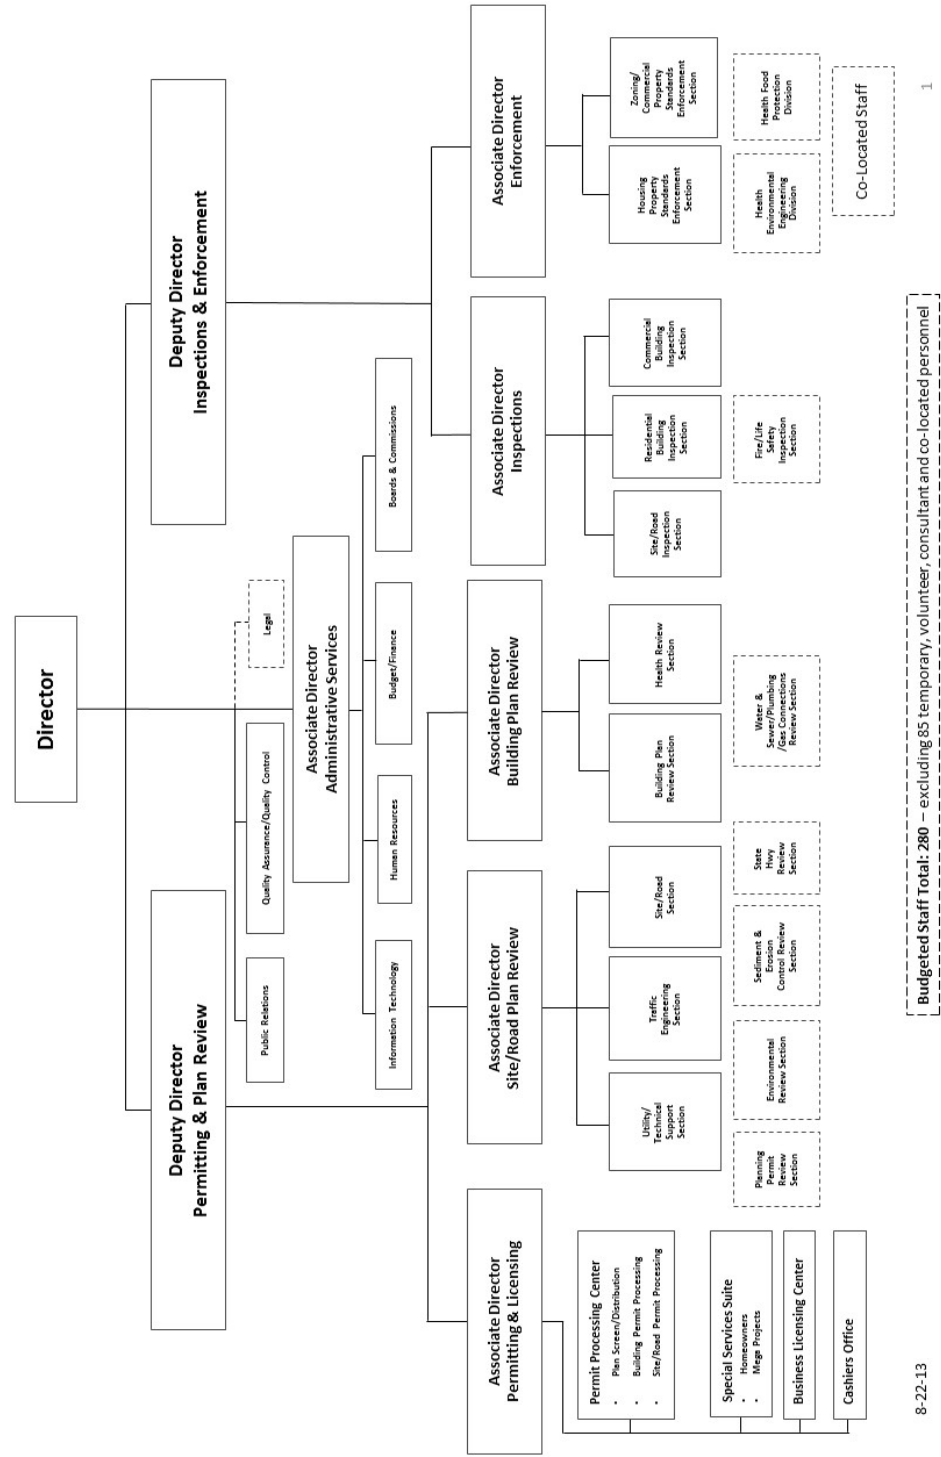 Director
Deputy Director
Permitting & Plan Review
Deputy Director
Inspections & Enforcement
Public Relations
Quality Assurance/Quality Control
Legal
Associate Director
Administrative Services
Information Technology
Human Resources
Budget/Finance
Boards & Commissions
Associate Director
Permitting & Licensing
Associate Director
Site/Road Plan Review
Associate Director
Building Plan Review
Associate Director
Inspections
Associate Director
Enforcement
Permit Processing Center
• Plan Screen/Distribution
• Building Permit Processing
• Site/Road Permit Processing
Special Services Suite
• Homeowners
• Mega Projects
Business Licensing Center
Cashiers Office
Utility/
Technical
Support
Section
Traffic
Engineering
Section
Site/Road
Section
Building Plan
Review Section
Health Review
Section
Site/Road
Inspection
Section
Residential
Building
Inspection
Section
Commercial
Building
Inspection
Section
Housing
Property
Standards
Enforcement
Section
Zoning/
Commercial
Property
Standards
Enforcement
Section
Planning
Permit
Review
Section
Environmental
Review Section
Sediment &
Erosion
Control Review
Section
State
Hwy
Review
Section
Water &
Sewer/Plumbing
/Gas Connections
Review Section
Fire/Life
Safety
Inspection
Section
Health
Environmental
Engineering
Division
Health Food
Protection
Division
Co-Located Staff
8-22-13
Budgeted Staff Total: 280 – excluding 85 temporary, volunteer, consultant and co-located personnel
1